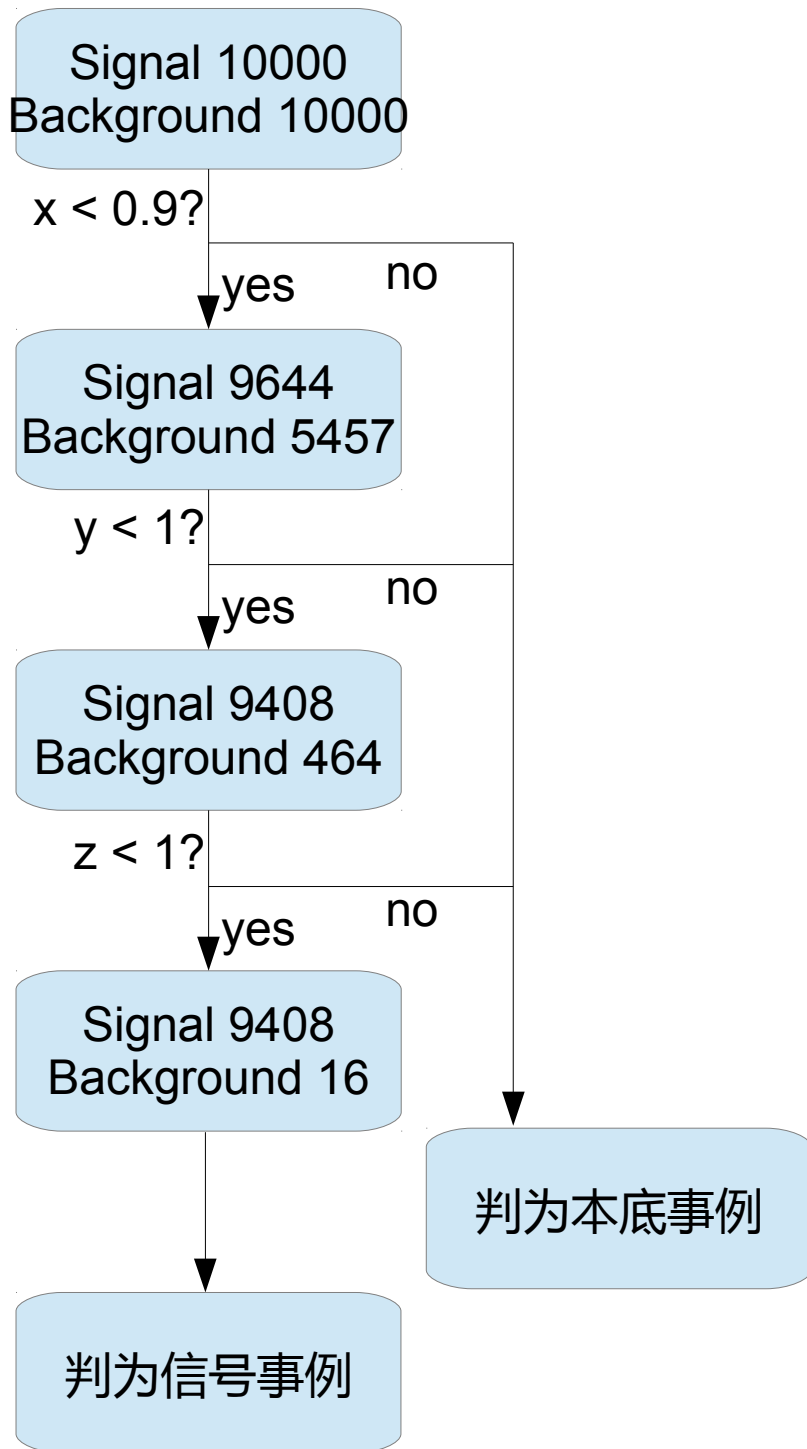 Signal 10000
Background 10000
x < 0.9?
yes
no
Signal 9644
Background 5457
y < 1?
yes
no
Signal 9408
Background 464
z < 1?
yes
no
Signal 9408
Background 16
判为本底事例
判为信号事例